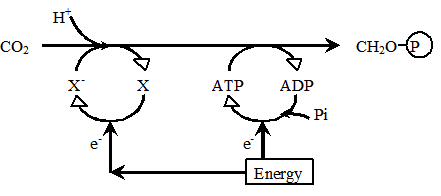 H+
CO2 CH2O P
X- X ATP ADP
Pi
e- e-
Energy